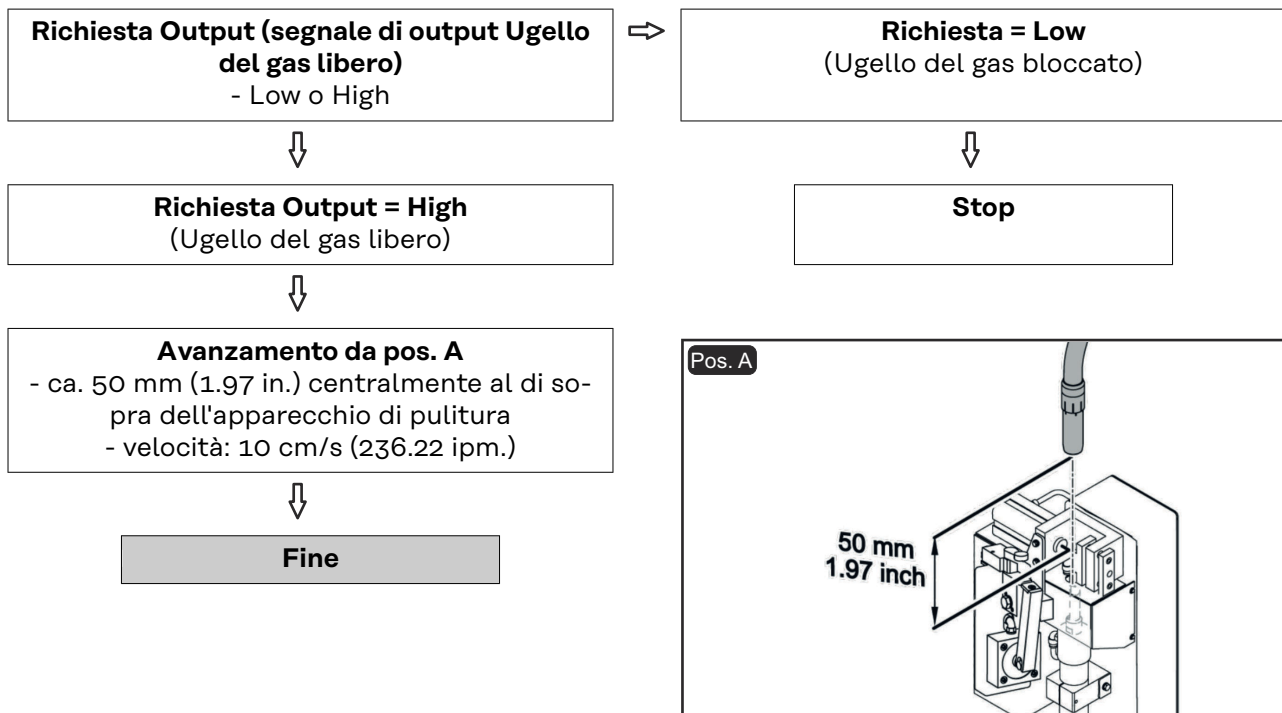 Richiesta Output (segnale di output Ugello
del gas libero)
- Low o High
Richiesta = Low
(Ugello del gas bloccato)
Richiesta Output = High
(Ugello del gas libero)
Stop
Avanzamento da pos. A
- ca. 50 mm (1.97 in.) centralmente al di so-
pra dell'apparecchio di pulitura
- velocità: 10 cm/s (236.22 ipm.)
Fine
Pos. A
50 mm
1.97 inch